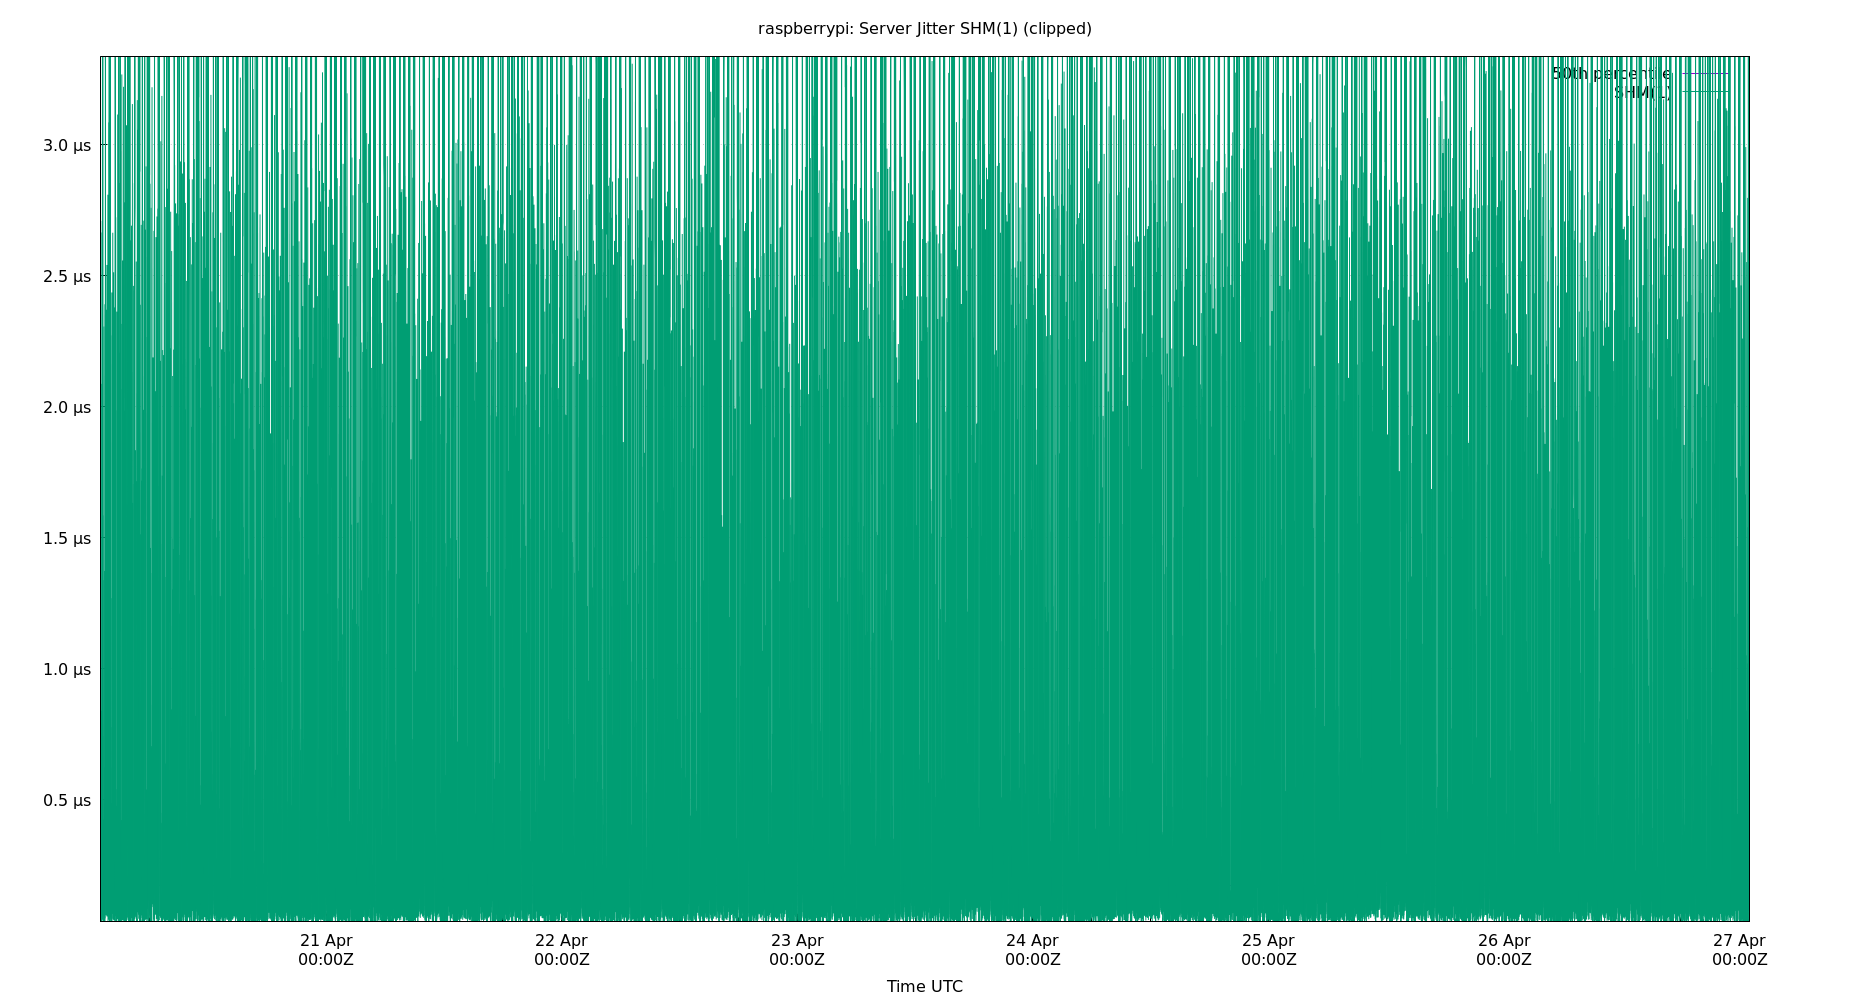 raspberrypi: Server Jitter SHM(1) (clipped)
50th percentile
SHM(1)
3.0 µs
2.5 µs
2.0 µs
1.5 µs
1.0 µs
0.5 µs
21 Apr
00:00Z
22 Apr
00:00Z
23 Apr
00:00Z
24 Apr
00:00Z
25 Apr
00:00Z
26 Apr
00:00Z
27 Apr
00:00Z
Time UTC